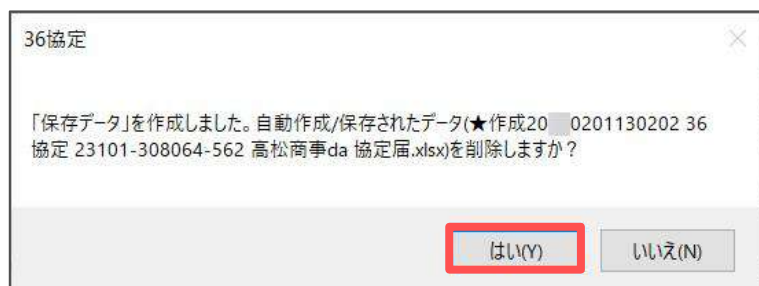 36協定
「保存データ」を作成しました。自動作成/保存されたデータ(★作成20 0201130202 36
協定 23101-308064-562 高松商事da 協定届.xlsx)を削除しますか？
はい(Y)
いいえ(N)